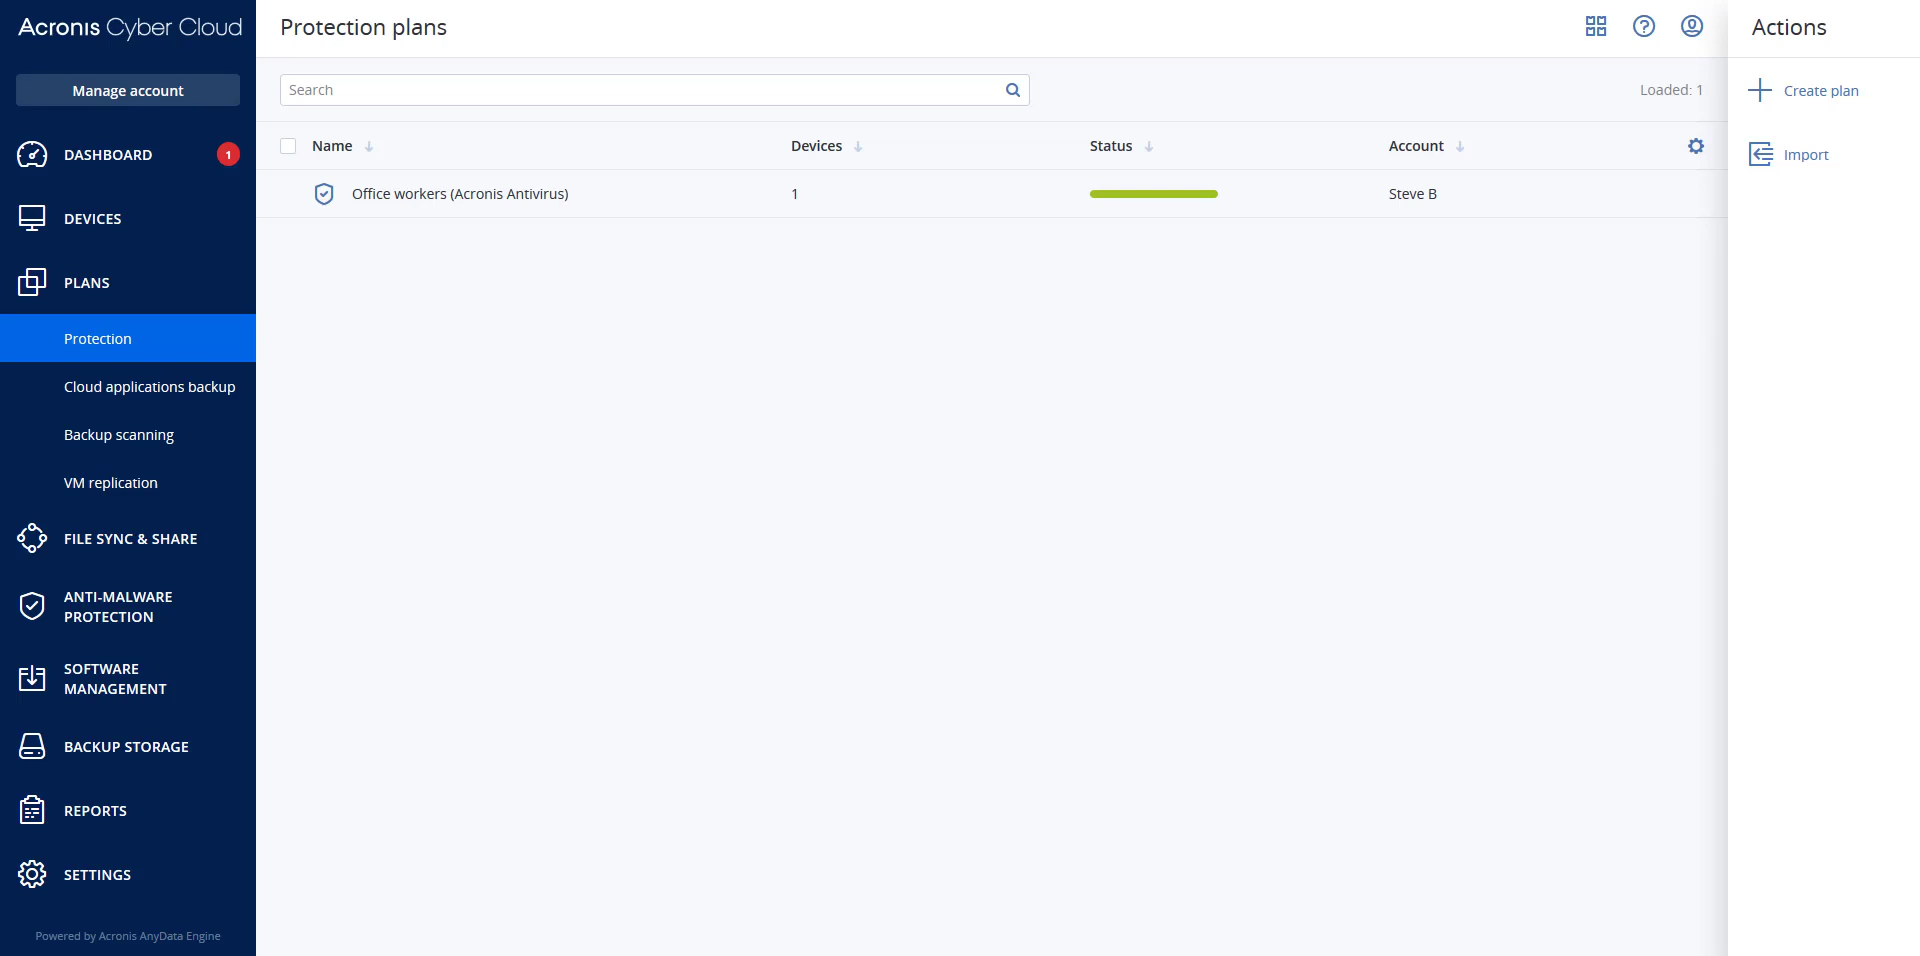 Acronis Cyber Cloud
Manage account
DASHBOARD 1
DEVICES
PLANS
Protection
Cloud applications backup
Backup scanning
VM replication
FILE SYNC & SHARE
ANTI-MALWARE
PROTECTION
SOFTWARE
MANAGEMENT
BACKUP STORAGE
REPORTS
SETTINGS
Powered by Acronis AnyData Engine
Protection plans
Search
Loaded: 1
Name Devices Status Account
Office workers (Acronis Antivirus) 1 Steve B
Actions
Create plan
Import